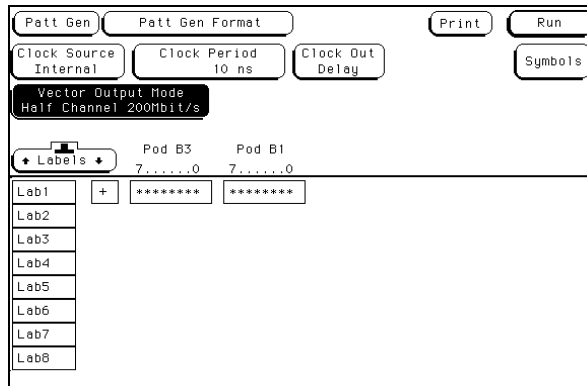 Patt Gen
Patt Gen Format
Print
Run
Clock Source
Internal
Clock Period
10 ns
Clock Out
Delay
Symbols
Vector Output Mode
Half Channel 200Mbit/s
Labels
Pod B3
Pod B1
7......0
7......0
Lab1 + ******** ********
Lab2
Lab3
Lab4
Lab5
Lab6
Lab7
Lab8